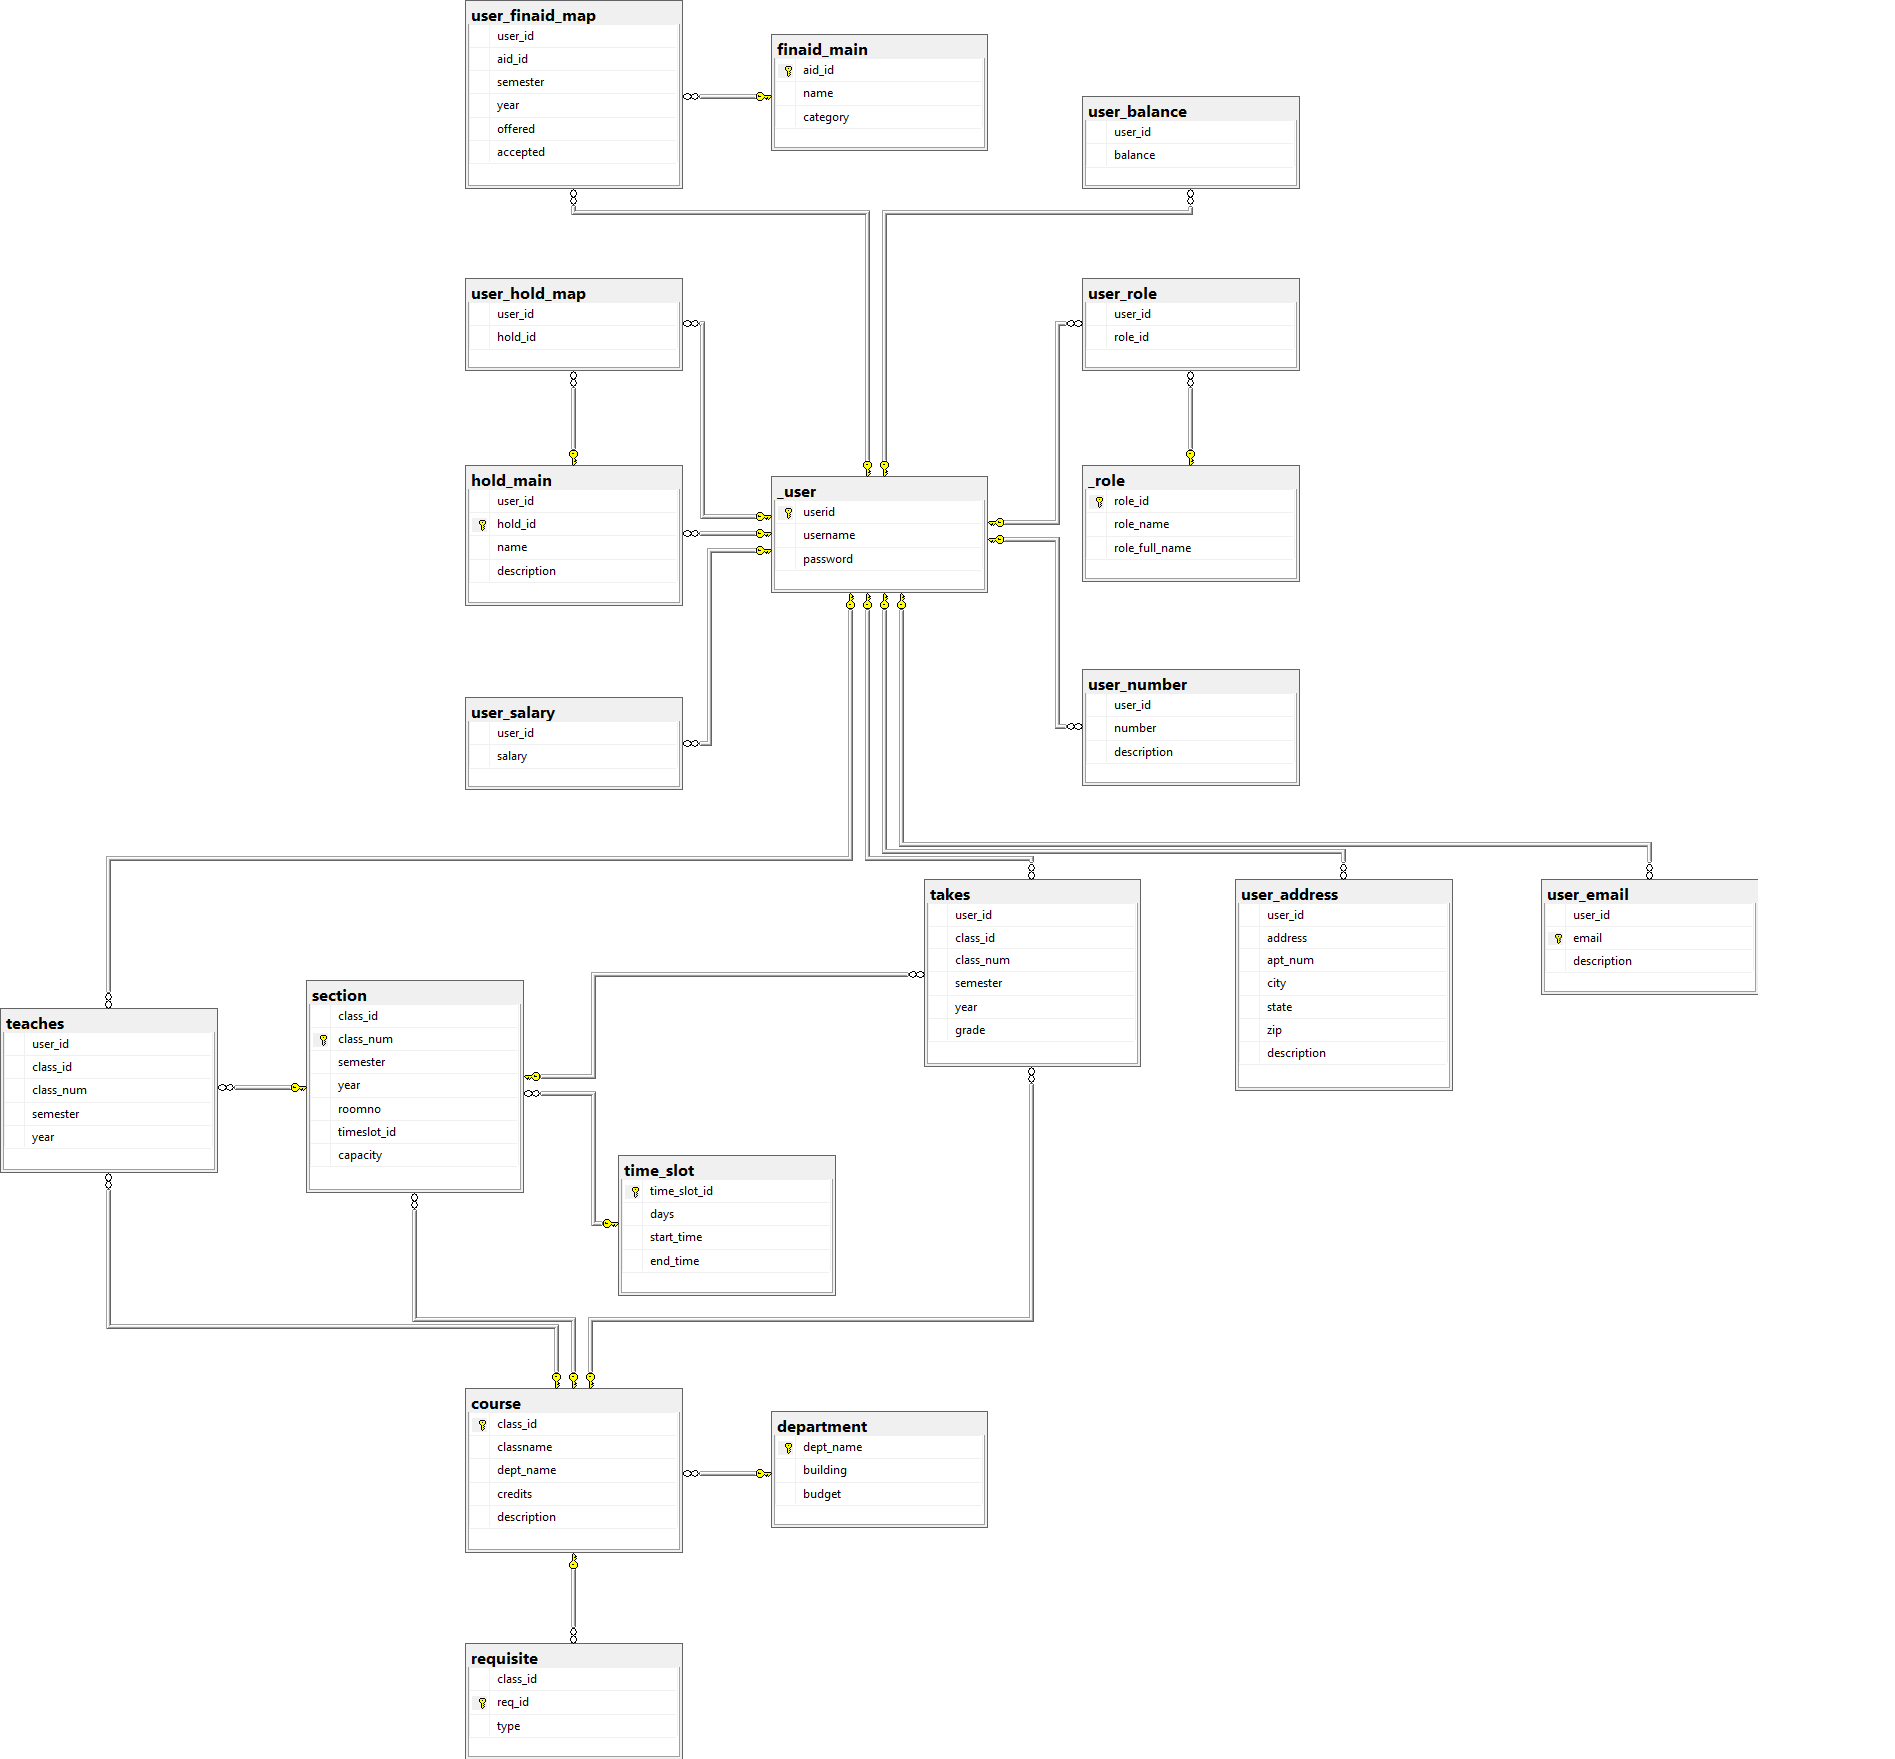 user_finaid_map
user_id
aid_id
semester
year
offered
accepted
finaid_main
aid_id
name
category
user_balance
user_id
balance
user_hold_map
user_id
hold_id
user_role
user_id
role_id
hold_main
user_id
hold_id
name
description
_user
userid
username
password
_role
role_id
role_name
role_full_name
user_salary
user_id
salary
user_number
user_id
number
description
takes
user_id
class_id
class_num
semester
year
grade
user_address
user_id
address
apt_num
city
state
zip
description
user_email
user_id
email
description
teaches
user_id
class_id
class_num
semester
year
section
class_id
class_num
semester
year
roomno
timeslot_id
capacity
time_slot
time_slot_id
days
start_time
end_time
course
class_id
classname
dept_name
credits
description
department
dept_name
building
budget
requisite
class_id
req_id
type